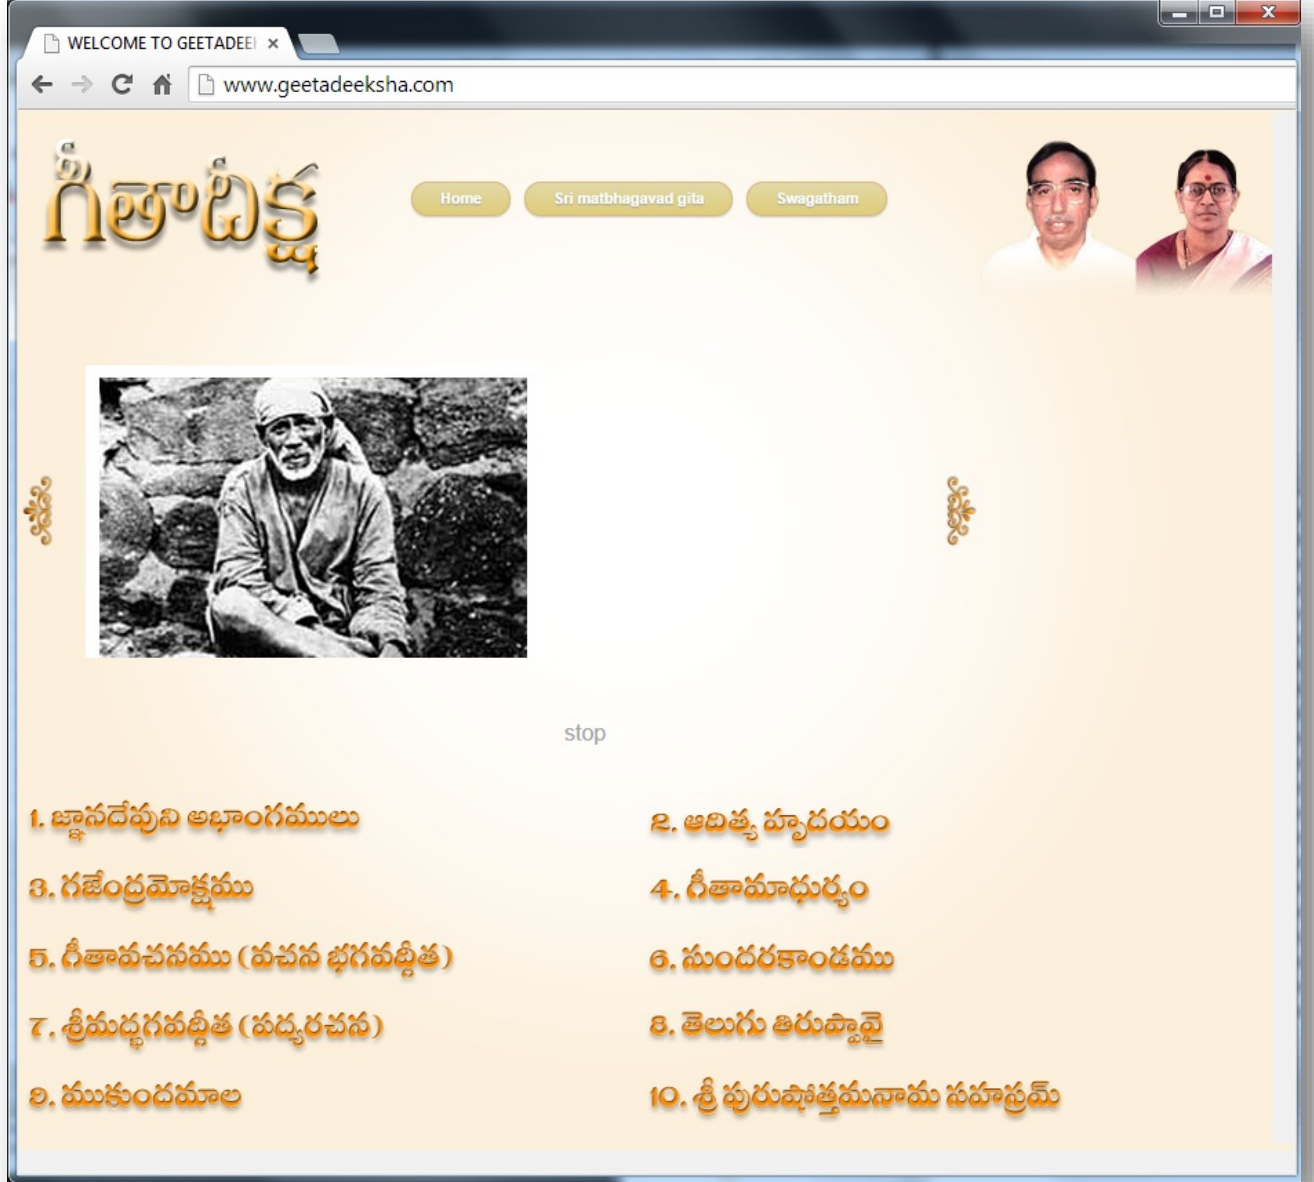 WELCOME TO GEETADEE
www.geetadeeksha.com
గీతాదీక్ష
Home
Sri matbhagavad gita
Swagatham
stop
1. జ్ఞానదేవుని అభాంగములు
2. ఆదిత్య హృదయం
3. గజేంద్రమోక్షము
4. గీతామాధుర్యం
5. గీతావచనము (వచన భగవద్గీత)
6. సుందరకాండము
7. శ్రీమద్భగవద్గీత (పద్యరచన)
8. తెలుగు తిరుప్పావై
9. ముకుందమాల
10. శ్రీ పురుషోత్తమనామ సహస్రమ్